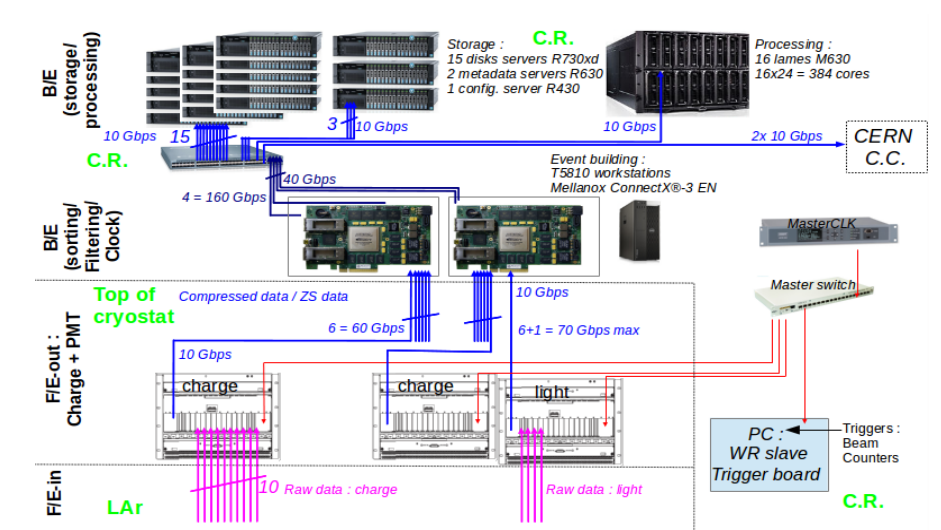 B/E
(storage/
processing)
Storage :
15 disks servers R730xd
2 metadata servers R630
1 config. server R430
C.R.
Processing :
16 lames M630
16x24 = 384 cores
10 Gbps
15
3
10 Gbps
10 Gbps
2x 10 Gbps
CERN
C.C.
C.R.
40 Gbps
4 = 160 Gbps
Event building :
T5810 workstations
Mellanox ConnectX®-3 EN
B/E
(sorting/
Filtering/
Clock)
MasterCLK
Master switch
Top of
cryostat
Compressed data / ZS data
10 Gbps
6 = 60 Gbps
6+1 = 70 Gbps max
10 Gbps
F/E-out :
Charge + PMT
charge
charge
light
PC :
WR slave
Trigger board
Triggers :
Beam
Counters
F/E-in
LAr
10 Raw data : charge
Raw data : light
C.R.